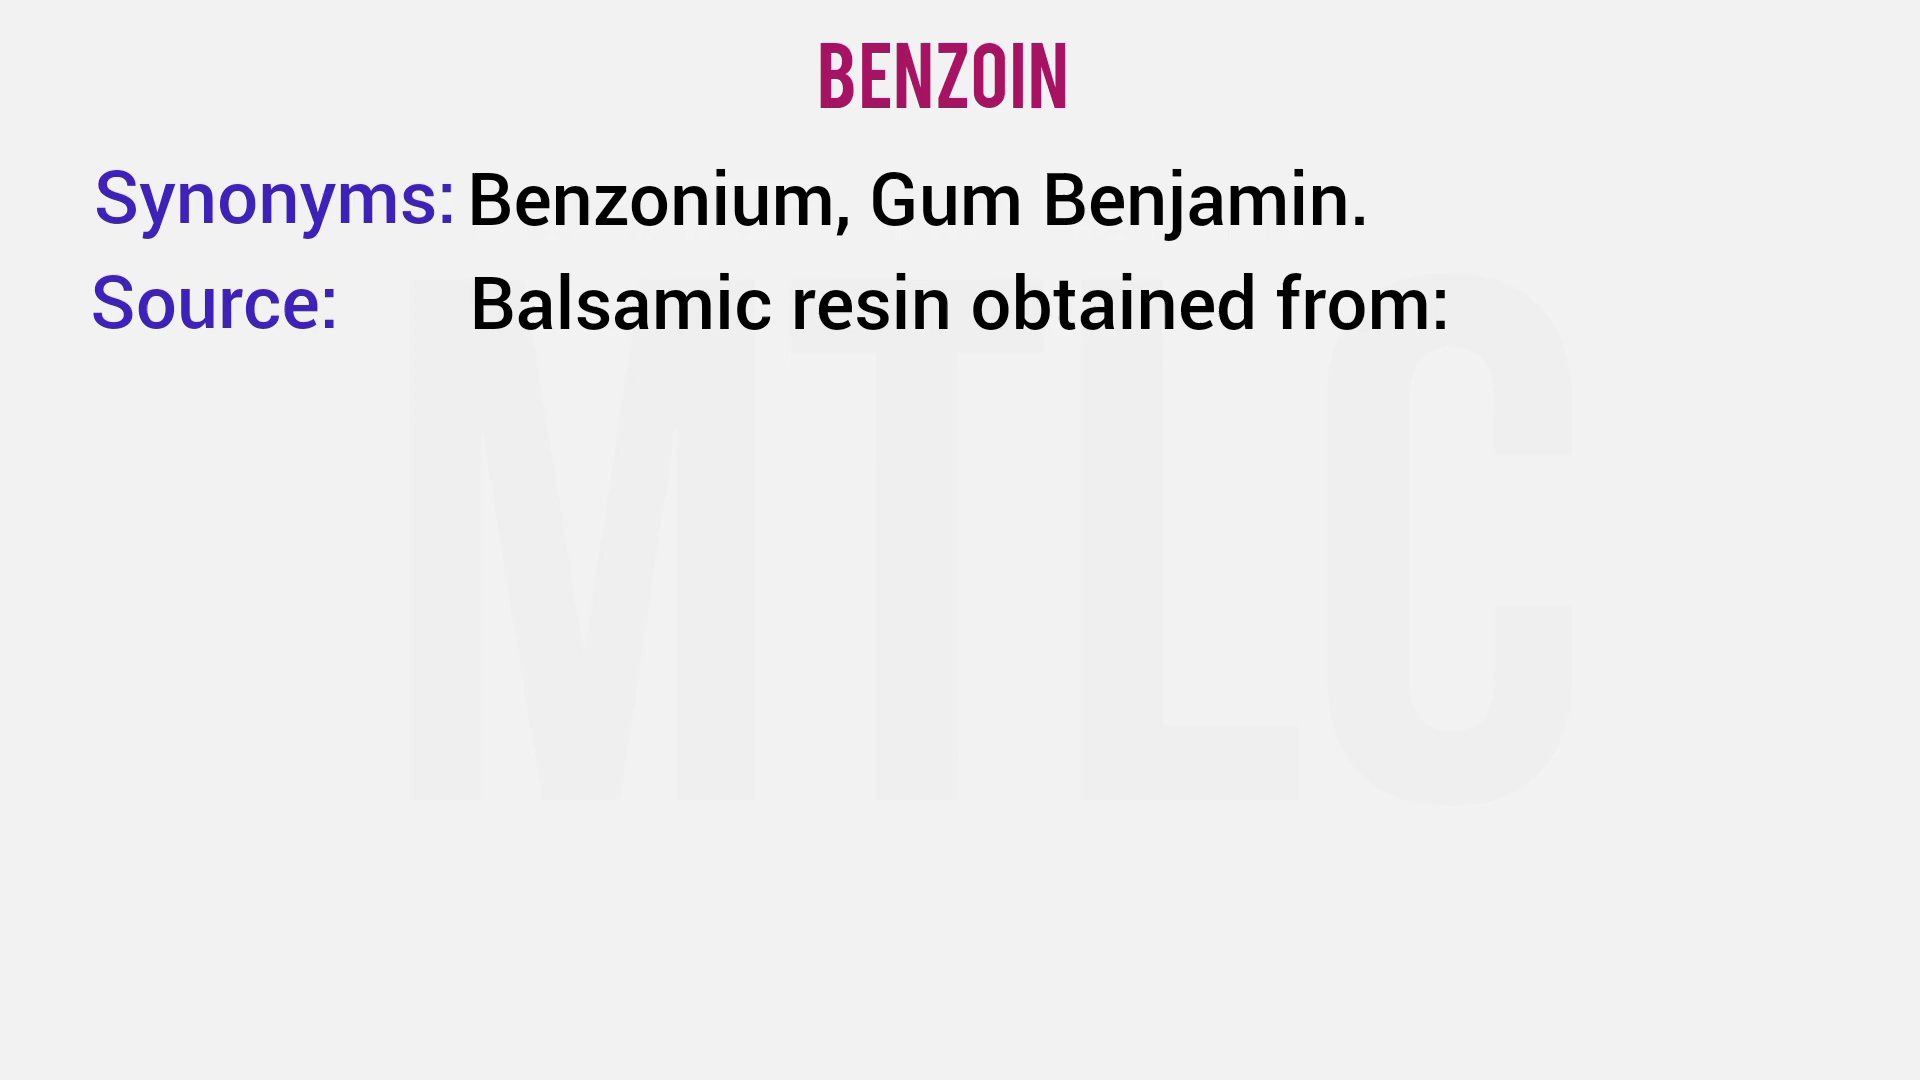 BENZOIN
Synonyms: Benzonium, Gum Benjamin.
Source: Balsamic resin obtained from:
MTLC